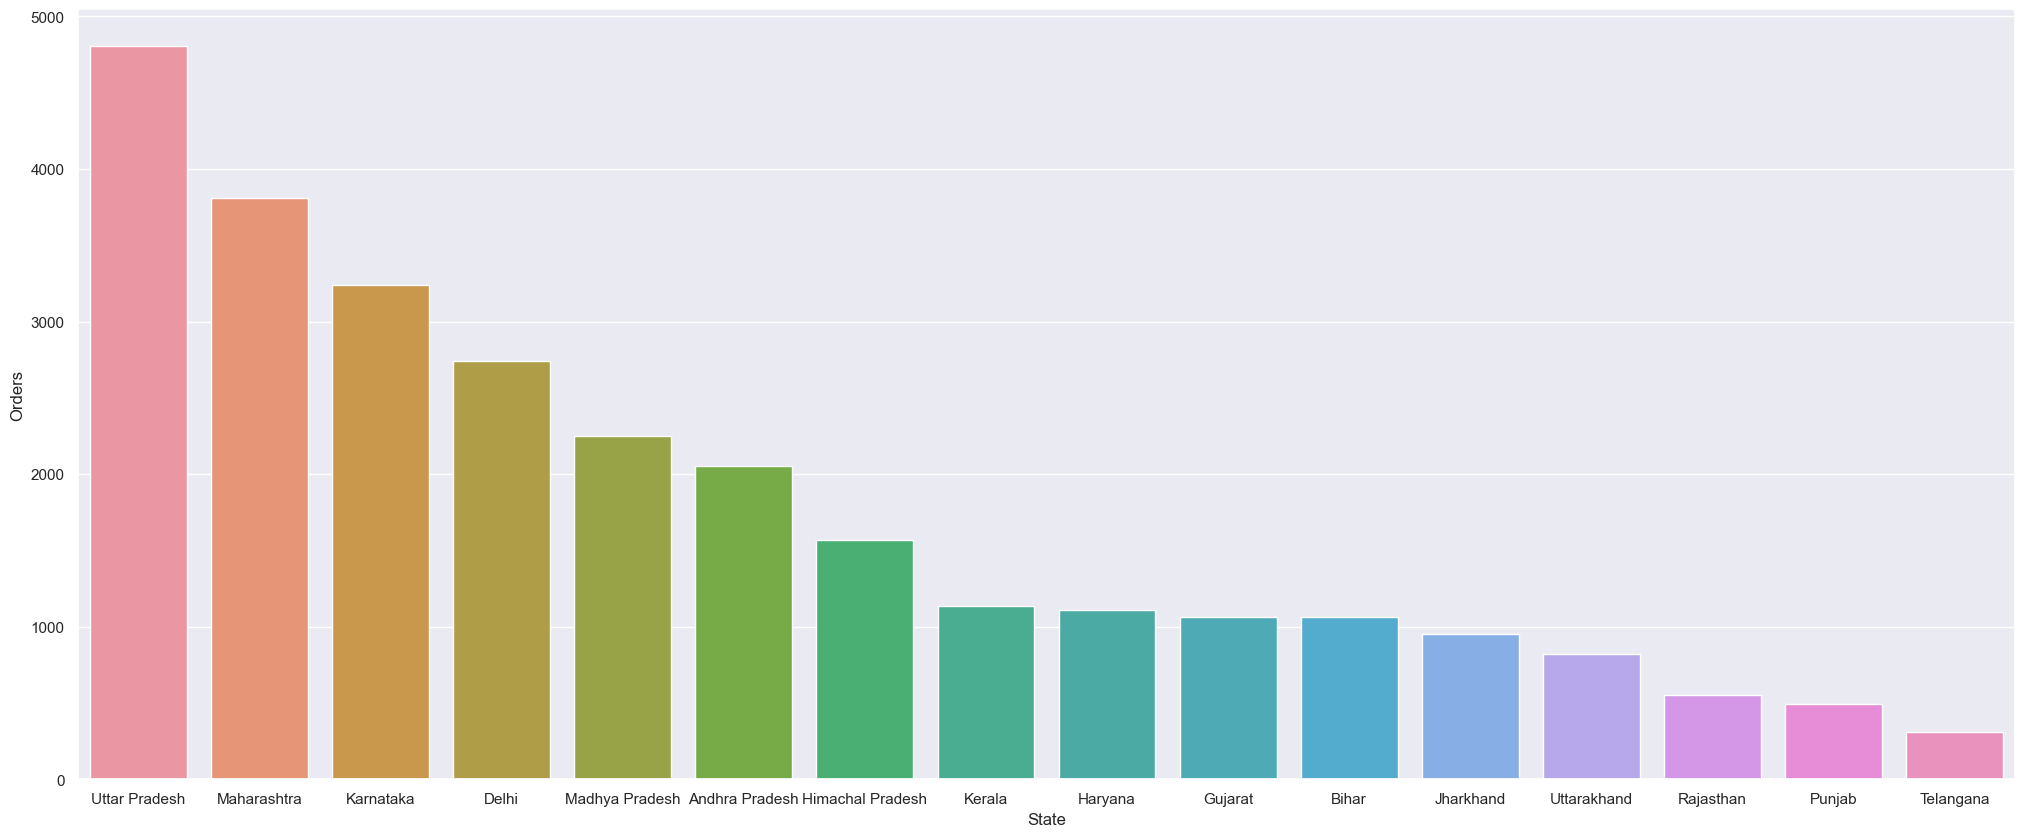 5000
4000
3000
2000
1000
0
Orders
Uttar Pradesh Maharashtra Karnataka Delhi Madhya Pradesh Andhra Pradesh Himachal Pradesh Kerala Haryana Gujarat Bihar Jharkhand Uttarakhand Rajasthan Punjab Telangana
State